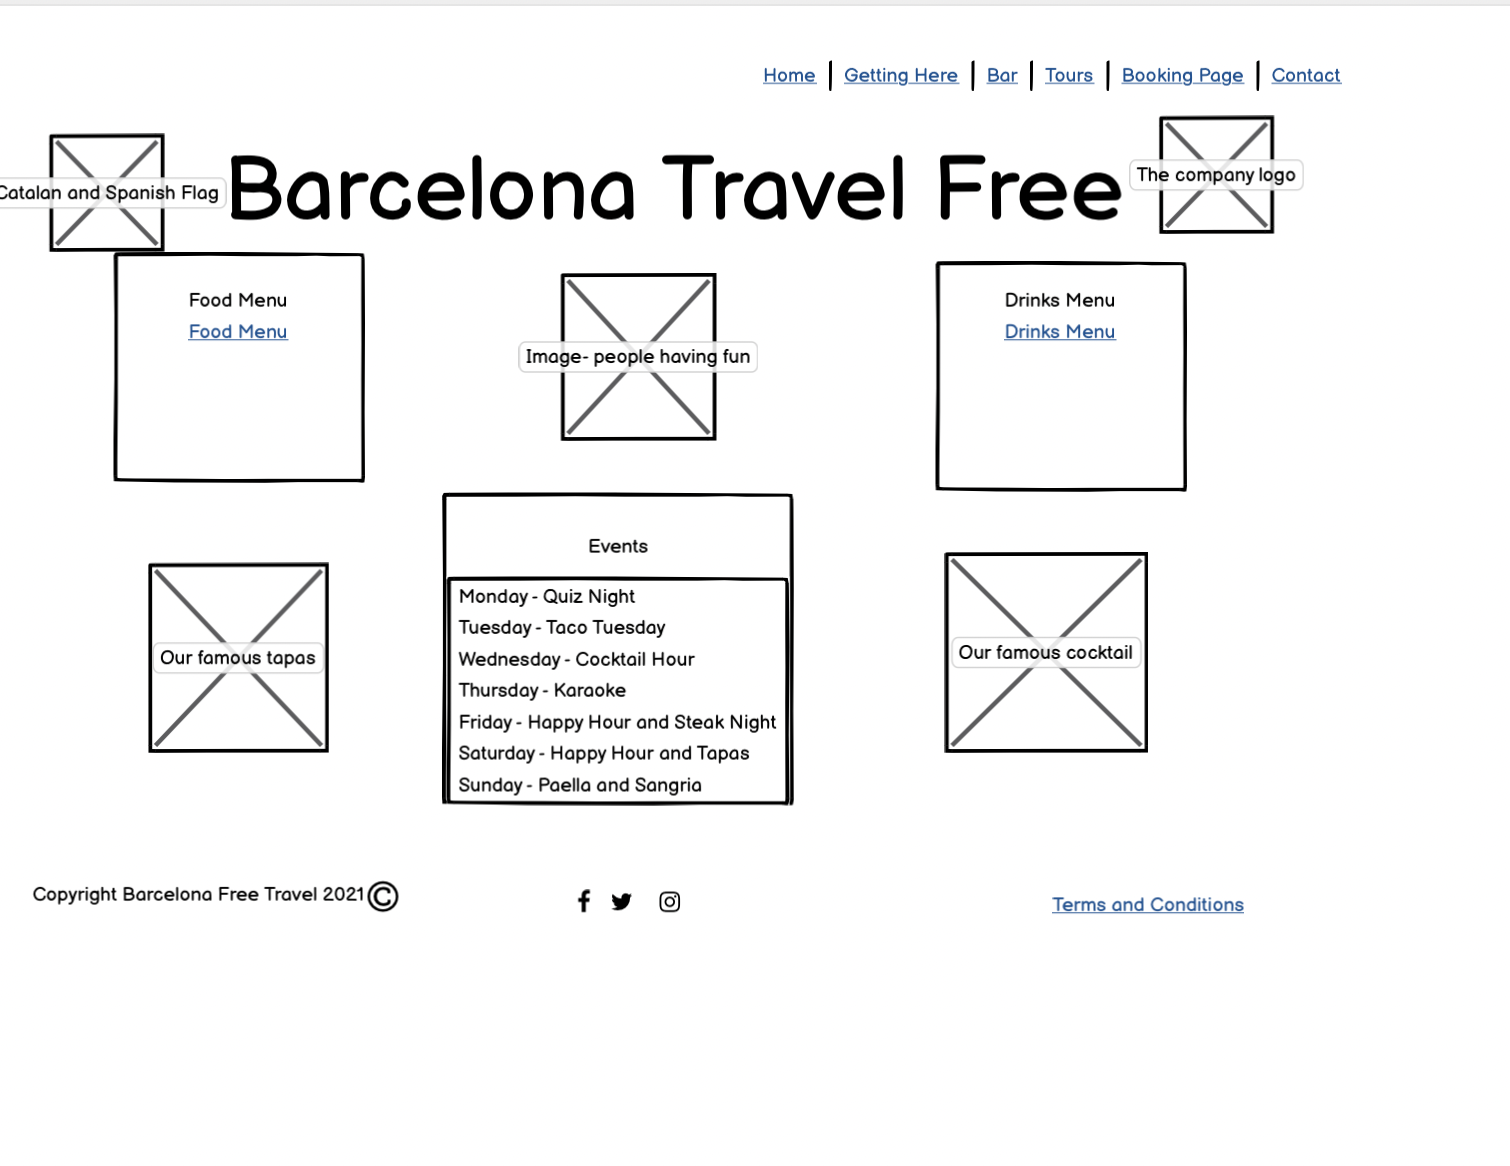 Home | Getting Here | Bar | Tours | Booking Page | Contact
Catalan and Spanish Flag
Barcelona Travel Free
The company logo
Food Menu
Food Menu
Image- people having fun
Drinks Menu
Drinks Menu
Events
Monday - Quiz Night
Tuesday - Taco Tuesday
Wednesday - Cocktail Hour
Thursday - Karaoke
Friday - Happy Hour and Steak Night
Saturday - Happy Hour and Tapas
Sunday - Paella and Sangria
Our famous tapas
Our famous cocktail
Copyright Barcelona Free Travel 2021 ©
Terms and Conditions